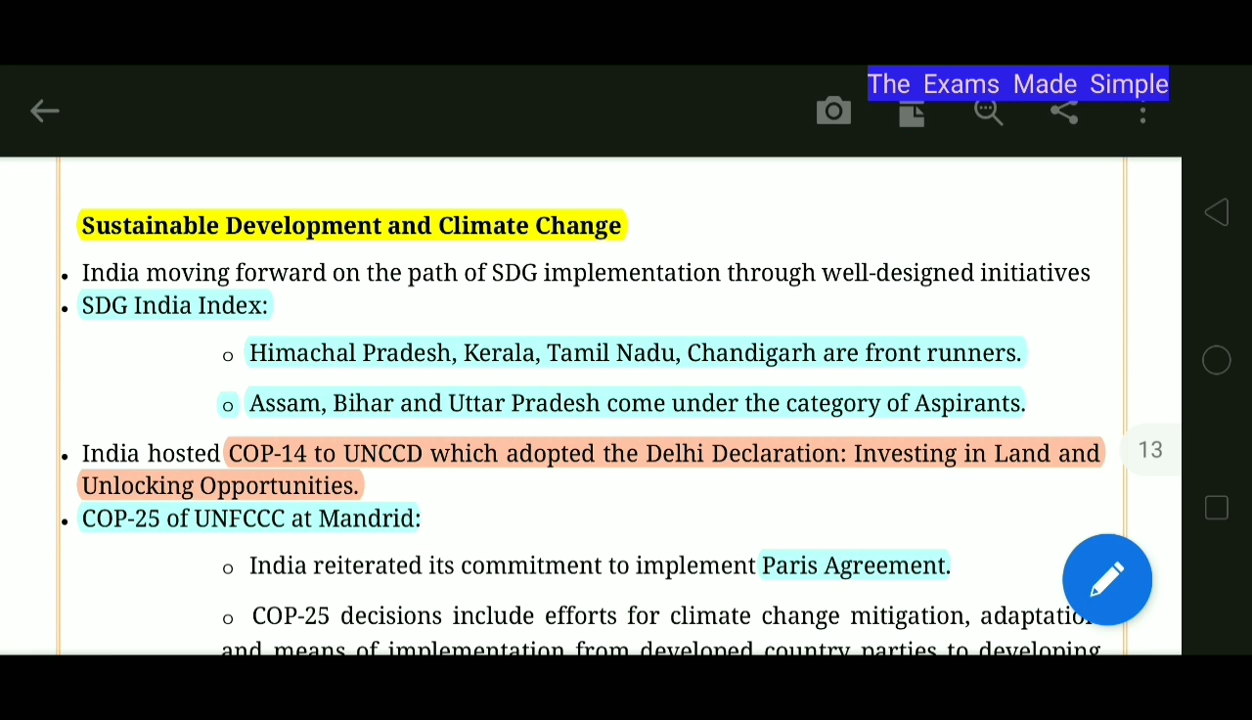 The Exams Made Simple
Sustainable Development and Climate Change
• India moving forward on the path of SDG implementation through well-designed initiatives
• SDG India Index:
o Himachal Pradesh, Kerala, Tamil Nadu, Chandigarh are front runners.
o Assam, Bihar and Uttar Pradesh come under the category of Aspirants.
• India hosted COP-14 to UNCCD which adopted the Delhi Declaration: Investing in Land and
13
Unlocking Opportunities.
• COP-25 of UNFCCC at Mandrid:
o India reiterated its commitment to implement Paris Agreement.
o COP-25 decisions include efforts for climate change mitigation, adaptation
and means of implementation from developed country parties to developing